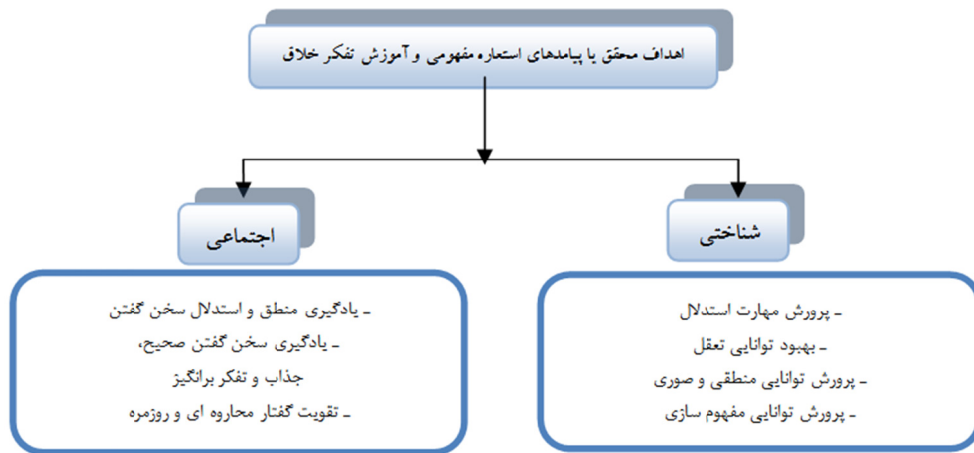 اهداف محقق یا پیامدهای استعاره مفهومی و آموزش تفکر خلاق
شناختی
ـ پرورش مهارت استدلال
ـ بهبود توانایی تعقل
ـ پرورش توانایی منطقی و صوری
ـ پرورش توانایی مفهوم سازی
اجتماعی
ـ یادگیری منطق و استدلال سخن گفتن
ـ یادگیری سخن گفتن صحیح،
جذاب و تفکر برانگیز
ـ تقویت گفتار محاروه ای و روزمره